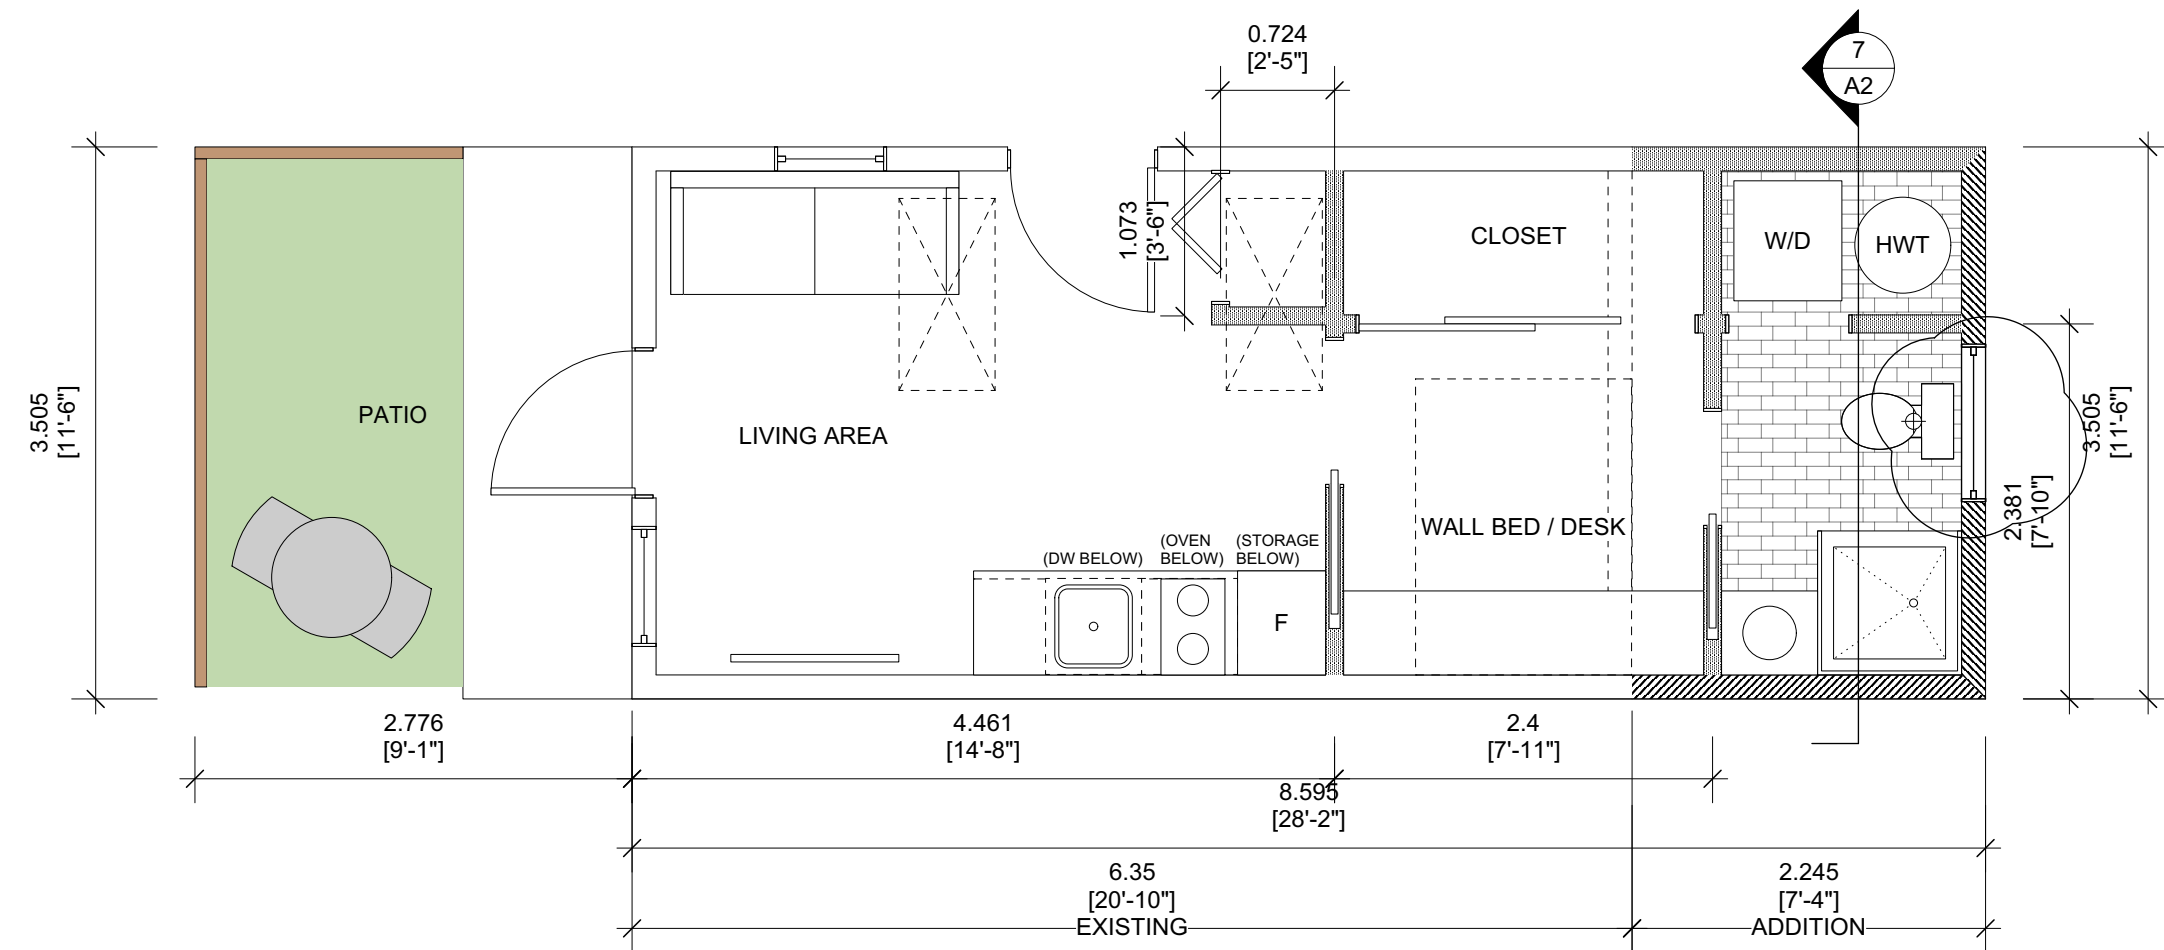 0.724
[2'-5"]
7
A2
3.505
[11'-6"]
1.073
[3'-6"]
CLOSET
W/D
HWT
PATIO
LIVING AREA
3.505
[11'-6"]
2.381
[7'-10"]
WALL BED / DESK
(DW BELOW)
(OVEN
BELOW)
(STORAGE
BELOW)
F
2.776
[9'-1"]
4.461
[14'-8"]
2.4
[7'-11"]
8.595
[28'-2"]
6.35
[20'-10"]
EXISTING
2.245
[7'-4"]
ADDITION